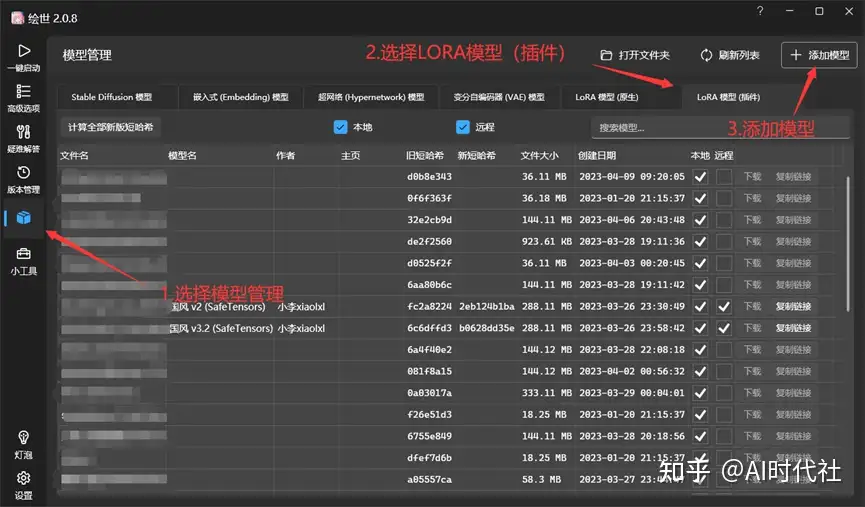 绘世 2.0.8
模型管理
2.选择LORA模型（插件）
打开文件夹 刷新列表 添加模型
一键启动
高级选项
疑难解答
版本管理
小工具
灯泡
设置
Stable Diffusion 模型 嵌入式 (Embedding) 模型 超网络 (Hypernetwork) 模型 变分自编码器 (VAE) 模型 LoRA 模型 (原生) LoRA 模型 (插件)
计算全部新版短哈希 本地 远程 搜索模型...
3.添加模型
文件名 模型名 作者 主页 旧短哈希 新短哈希 文件大小 创建日期 本地 远程
d0b8e343 36.11 MB 2023-04-09 09:20:05 下载 复制链接
0f6f363f 36.18 MB 2023-01-20 21:15:37 下载 复制链接
32e2cb9d 144.11 MB 2023-04-06 20:43:48 下载 复制链接
de2f2560 923.61 KB 2023-03-28 19:11:36 下载 复制链接
d0525f2f 36.11 MB 2023-04-03 00:20:45 下载 复制链接
6aa80b6c 144.11 MB 2023-03-28 19:11:42 下载 复制链接
1.选择模型管理
国风 v2 (SafeTensors) 小李xiaolxl fc2a8224 2eb124b1ba 288.11 MB 2023-03-26 23:30:49 下载 复制链接
国风 v3.2 (SafeTensors) 小李xiaolxl 6c6dffd3 b0628dd35e 288.11 MB 2023-03-26 23:58:42 下载 复制链接
6a4f40e2 144.12 MB 2023-03-28 22:08:18 下载 复制链接
081f8a15 144.12 MB 2023-04-02 00:56:32 下载 复制链接
0a03017a 333.11 MB 2023-03-29 00:04:01 下载 复制链接
f26e51d3 18.25 MB 2023-01-20 21:15:37 下载 复制链接
6755e849 144.11 MB 2023-03-28 20:18:56 下载 复制链接
dfef7d6b 18.25 MB 2023-01-20 21:15:37 下载 复制链接
a05557ca 58.3 MB 2023-03-27
知乎 @AI时代社